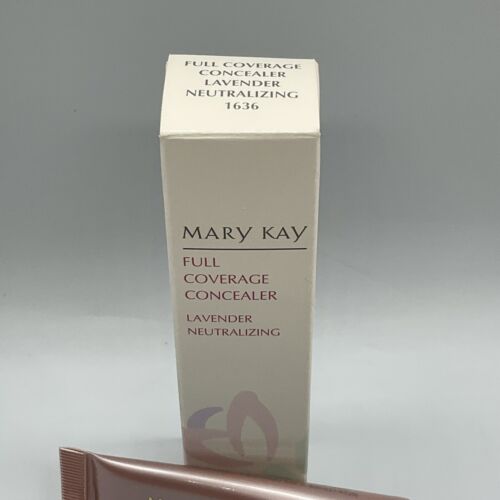 FULL COVERAGE
CONCEALER
LAVENDER
NEUTRALIZING
1636
MARY KAY
FULL
COVERAGE
CONCEALER
LAVENDER
NEUTRALIZING